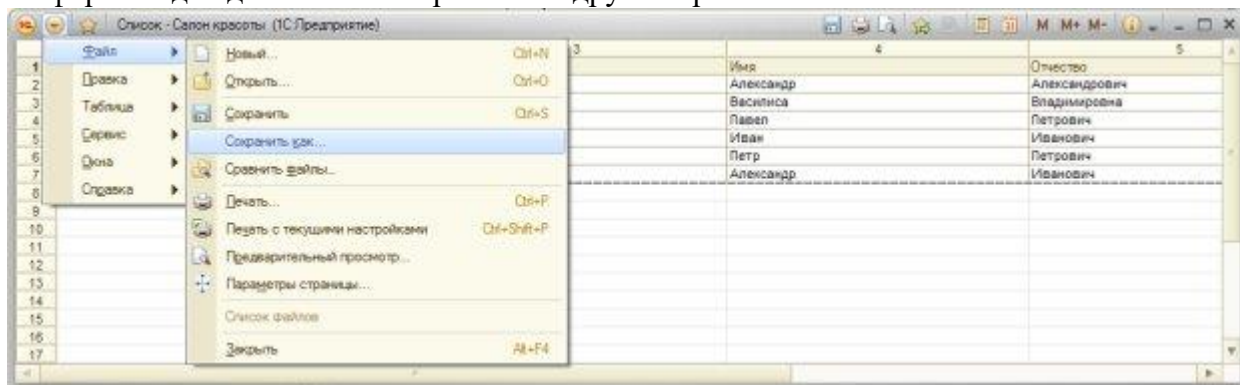 Список - Салон красоты (1С:Предприятие)
M M+ M-
Файл
Правка
Таблица
Сервис
Окна
Справка
Новый... Ctrl+N
Открыть... Ctrl+O
Сохранить Ctrl+S
Сохранить как...
Сравнить файлы...
Печать... Ctrl+P
Печать с текущими настройками Ctrl+Shift+P
Предварительный просмотр...
Параметры страницы...
Список файлов
Закрыть Alt+F4
3 4 5
1 Имя Отчество
2 Александр Александрович
3 Василиса Владимировна
4 Павел Петрович
5 Иван Иванович
6 Петр Петрович
7 Александр Иванович
8
9
10
11
12
13
14
15
16
17